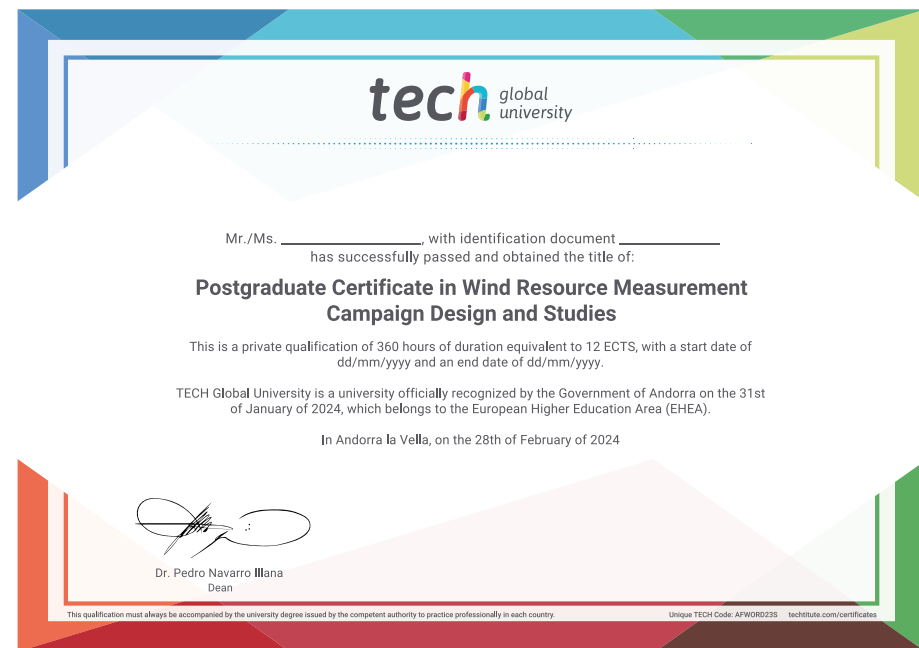 tech global
university
Mr./Ms. ____________________, with identification document ______________
has successfully passed and obtained the title of:
Postgraduate Certificate in Wind Resource Measurement
Campaign Design and Studies
This is a private qualification of 360 hours of duration equivalent to 12 ECTS, with a start date of
dd/mm/yyyy and an end date of dd/mm/yyyy.
TECH Global University is a university officially recognized by the Government of Andorra on the 31st
of January of 2024, which belongs to the European Higher Education Area (EHEA).
In Andorra la Vella, on the 28th of February of 2024
Dr. Pedro Navarro Illana
Dean
This qualification must always be accompanied by the university degree issued by the competent authority to practice professionally in each country. Unique TECH Code: AFWORD23S techtitute.com/certificates